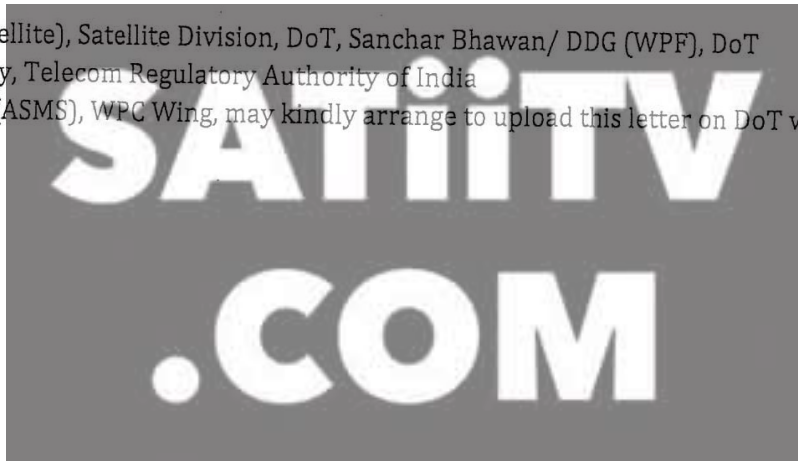 ellite), Satellite Division, DoT, Sanchar Bhawan/ DDG (WPF), DoT
y, Telecom Regulatory Authority of India
(ASMS), WPC Wing, may kindly arrange to upload this letter on DoT w
SATiiTV
.COM